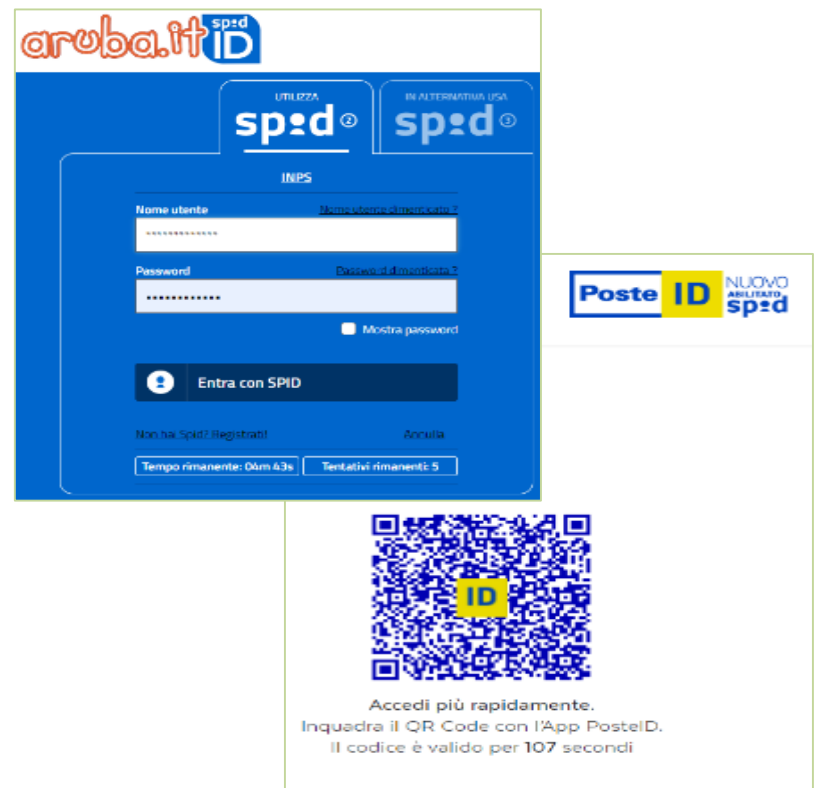 aruba.it spid ID
UTILIZZA
spid 2
IN ALTERNATIVA USA
spid 3
INPS
Nome utente
Nome utente dimenticato ?
Password
Password dimenticata ?
Mostra password
Entra con SPID
Non hai Spid? Registrati!
Annulla
Tempo rimanente: 04m 43s
Tentativi rimanenti: 5
Poste ID
NUOVO
ABILITATO
spid
ID
Accedi più rapidamente.
Inquadra il QR Code con l'App PosteID.
Il codice è valido per 107 secondi